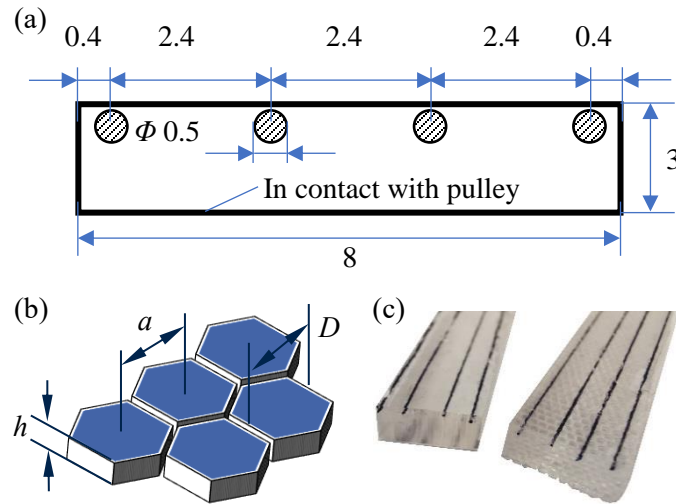 (a)
0.4 2.4 2.4 2.4 0.4
Φ 0.5
3
In contact with pulley
8
(b) (c)
a D
h